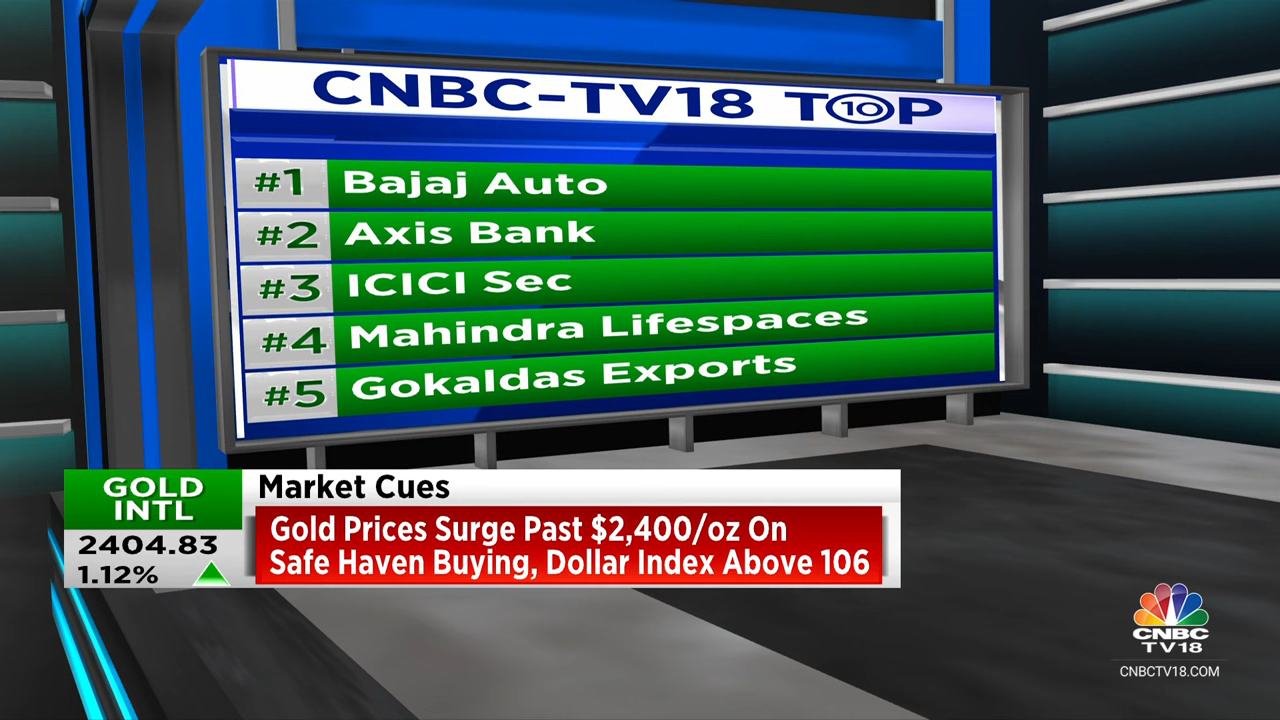 CNBC-TV18 TOP 10
#1 Bajaj Auto
#2 Axis Bank
#3 ICICI Sec
#4 Mahindra Lifespaces
#5 Gokaldas Exports
GOLD
INTL
2404.83
1.12%
Market Cues
Gold Prices Surge Past $2,400/oz On
Safe Haven Buying, Dollar Index Above 106
CNBC
TV18
CNBCTV18.COM